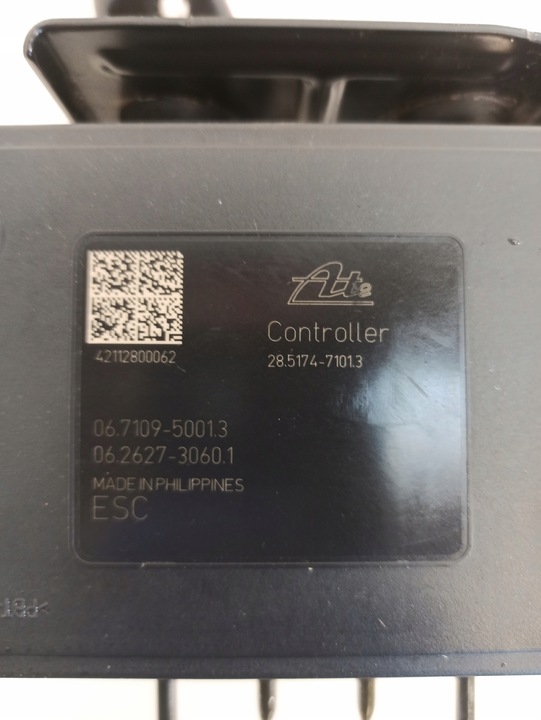 Ate
42112800062
Controller
28.5174-7101.3
06.7109-5001.3
06.2627-3060.1
MADE IN PHILIPPINES
ESC